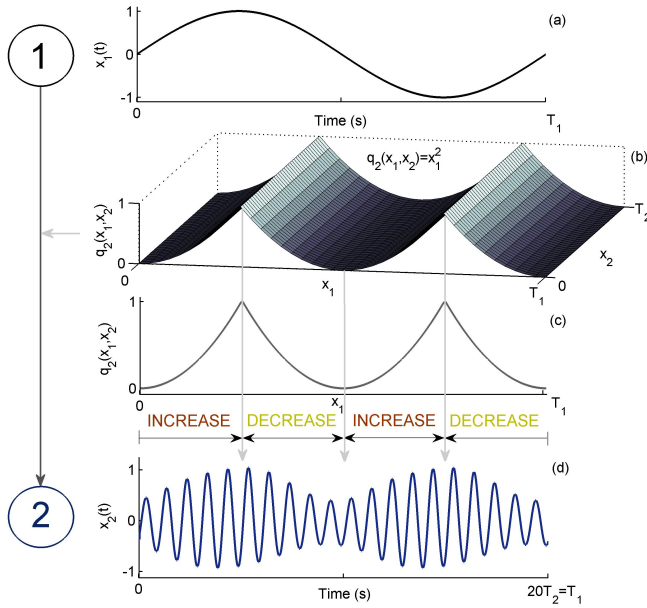 1
(a)
x₁(t)
1
0
-1
0
Time (s)
T₁
(b)
q₂(x₁,x₂)=x₁²
q₂(x₁,x₂)
1
0
0
x₁
T₁
0
x₂
T₂
(c)
q₂(x₁,x₂)
1
0
0
x₁
T₁
INCREASE DECREASE INCREASE DECREASE
2
(d)
x₂(t)
1
0
-1
0
Time (s)
20T₂=T₁